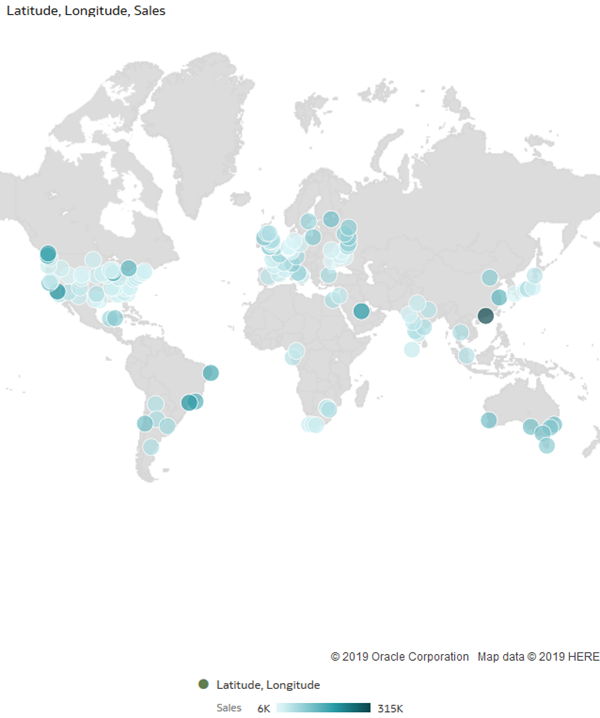 Latitude, Longitude, Sales
© 2019 Oracle Corporation Map data © 2019 HERE
Latitude, Longitude
Sales 6K 315K